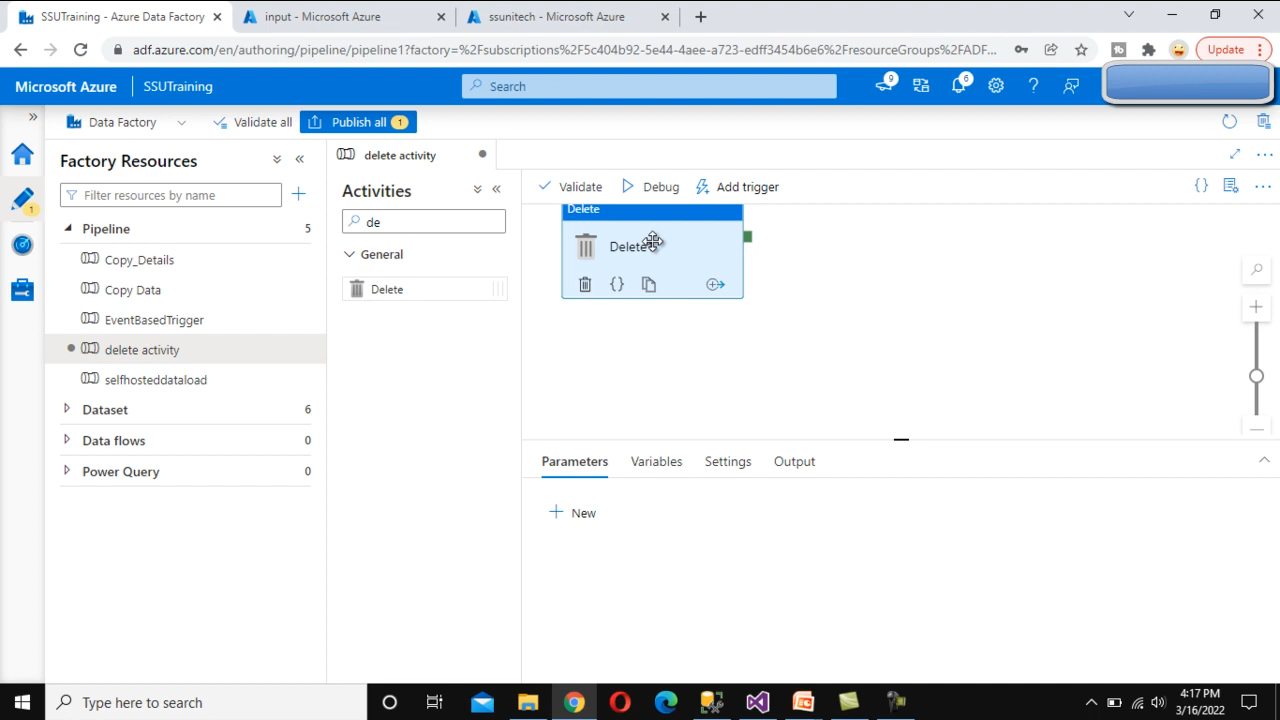 SSUTraining - Azure Data Factory
input - Microsoft Azure
ssunitech - Microsoft Azure
adf.azure.com/en/authoring/pipeline/pipeline1?factory=%2Fsubscriptions%2F5c404b92-5e44-4aee-a723-edff3454b6e6%2FresourceGroups%2FADF...
Update
Microsoft Azure
SSUTraining
Search
9
6
Data Factory
Validate all
Publish all 1
Factory Resources
Filter resources by name
Pipeline 5
Copy_Details
Copy Data
EventBasedTrigger
delete activity
selfhosteddataload
Dataset 6
Data flows 0
Power Query 0
1
delete activity
Activities
de
General
Delete
Validate
Debug
Add trigger
Delete
Parameters
Variables
Settings
Output
New
Type here to search
4:17 PM
3/16/2022